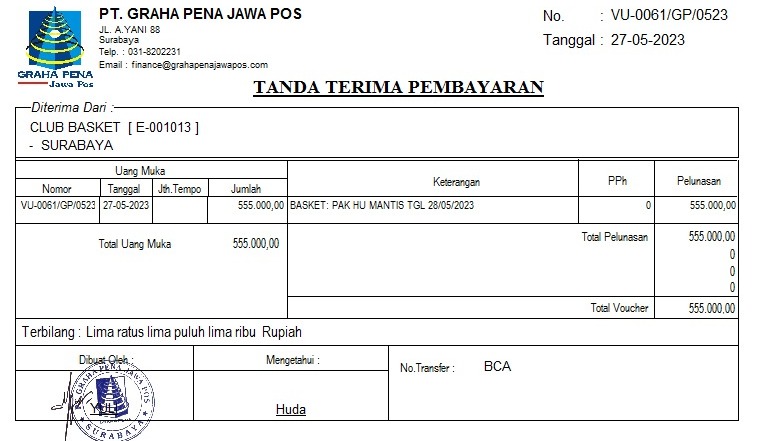 PT. GRAHA PENA JAWA POS
JL. A.YANI 88
Surabaya
Telp. : 031-8202231
Email : finance@grahapenajawapos.com
GRAHA PENA
Jawa Pos
No. : VU-0061/GP/0523
Tanggal : 27-05-2023
TANDA TERIMA PEMBAYARAN
Diterima Dari :
CLUB BASKET [ E-001013 ]
- SURABAYA
Uang Muka
Nomor Tanggal Jth.Tempo Jumlah Keterangan PPh Pelunasan
VU-0061/GP/0523 27-05-2023 555.000,00 BASKET: PAK HU MANTIS TGL 28/05/2023 0 555.000,00
Total Uang Muka 555.000,00
Total Pelunasan 555.000,00
0
0
0
Total Voucher 555.000,00
Terbilang : Lima ratus lima puluh lima ribu Rupiah
Dibuat Oleh : Mengetahui : No.Transfer : BCA
GRAHA PENA JAWA POS
SURABAYA
Huda